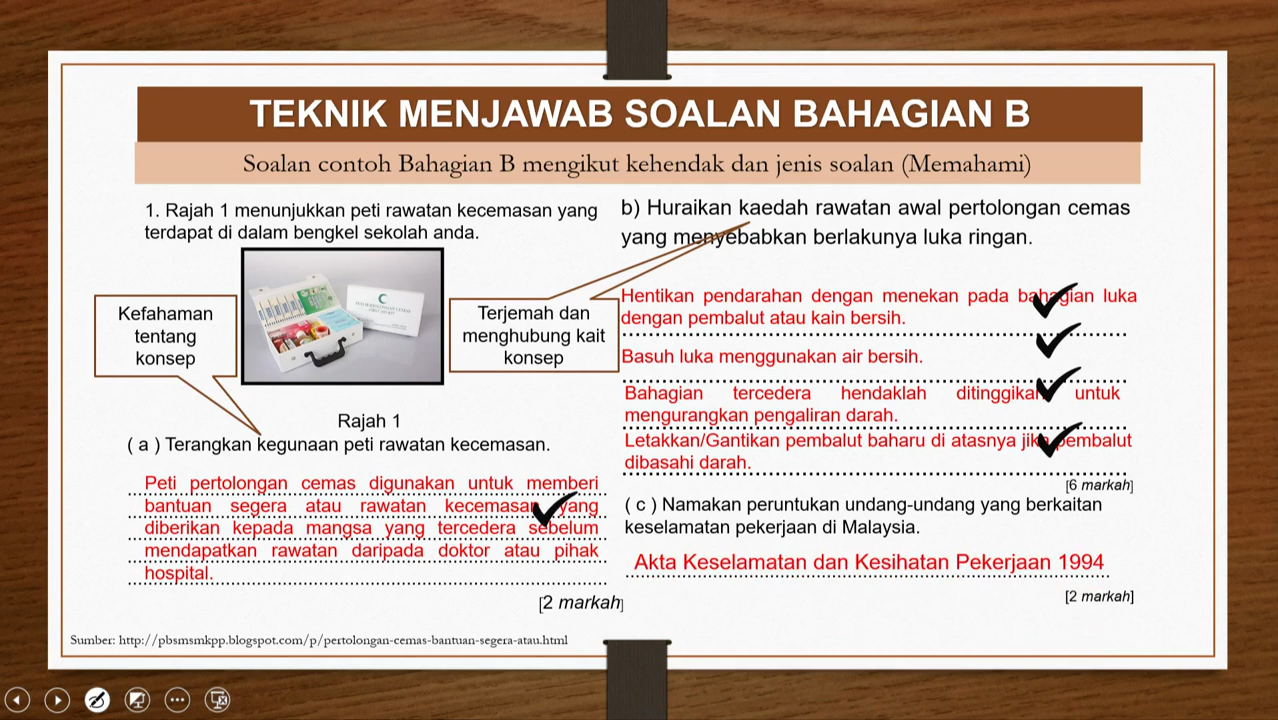 TEKNIK MENJAWAB SOALAN BAHAGIAN B
Soalan contoh Bahagian B mengikut kehendak dan jenis soalan (Memahami)
1. Rajah 1 menunjukkan peti rawatan kecemasan yang
terdapat di dalam bengkel sekolah anda.
Kefahaman
tentang
konsep
Terjemah dan
menghubung kait
konsep
Rajah 1
( a ) Terangkan kegunaan peti rawatan kecemasan.
Peti pertolongan cemas digunakan untuk memberi
bantuan segera atau rawatan kecemasan yang
diberikan kepada mangsa yang tercedera sebelum
mendapatkan rawatan daripada doktor atau pihak
hospital.
[2 markah]
b) Huraikan kaedah rawatan awal pertolongan cemas
yang menyebabkan berlakunya luka ringan.
Hentikan pendarahan dengan menekan pada bahagian luka
dengan pembalut atau kain bersih.
Basuh luka menggunakan air bersih.
Bahagian tercedera hendaklah ditinggikan untuk
mengurangkan pengaliran darah.
Letakkan/Gantikan pembalut baharu di atasnya jika pembalut
dibasahi darah.
[6 markah]
( c ) Namakan peruntukan undang-undang yang berkaitan
keselamatan pekerjaan di Malaysia.
Akta Keselamatan dan Kesihatan Pekerjaan 1994
[2 markah]
Sumber: http://pbsmsmkpp.blogspot.com/p/pertolongan-cemas-bantuan-segera-atau.html